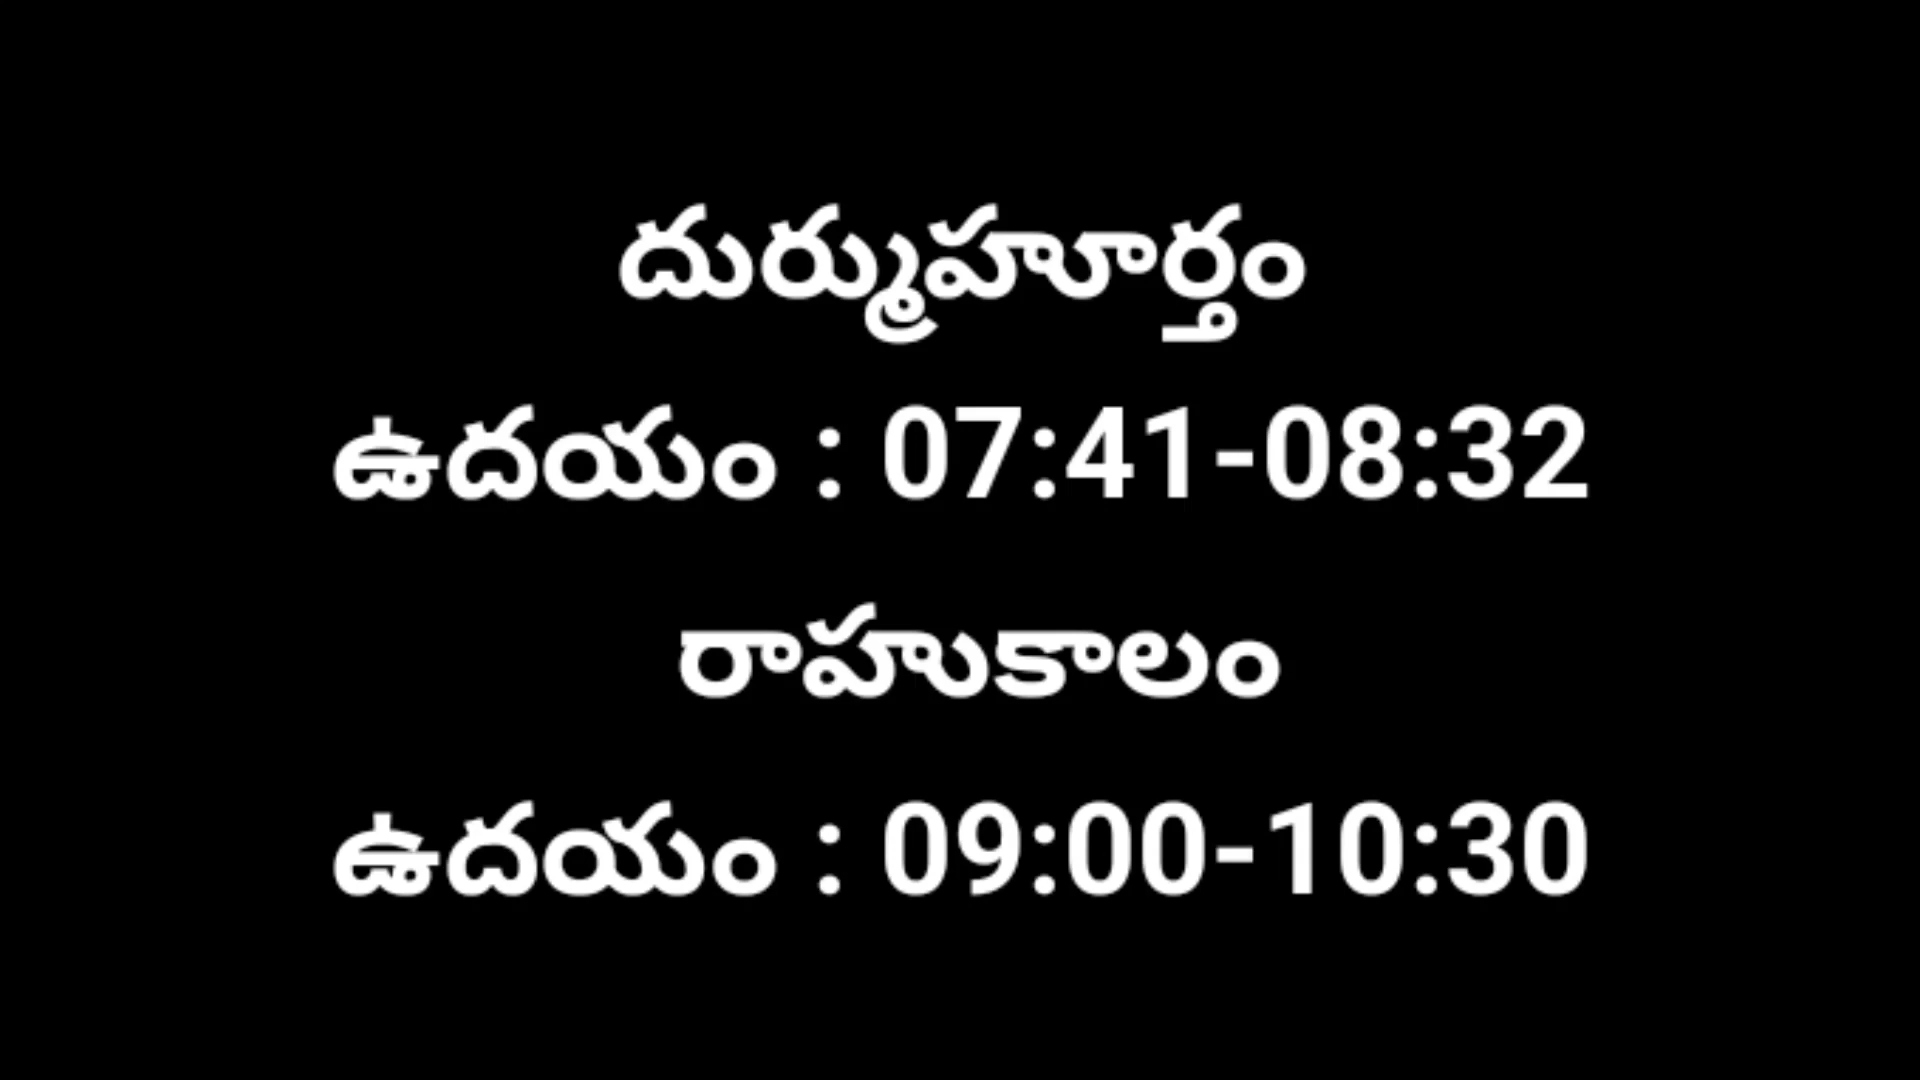 దుర్ముహూర్తం
ఉదయం : 07:41-08:32
రాహుకాలం
ఉదయం : 09:00-10:30